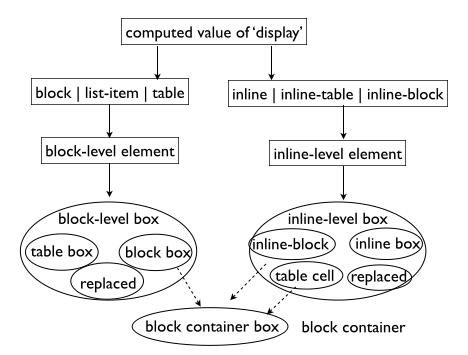 computed value of ‘display’
block | list-item | table
inline | inline-table | inline-block
block-level element
inline-level element
block-level box
inline-level box
table box
block box
inline-block
inline box
replaced
table cell
replaced
block container box
block container